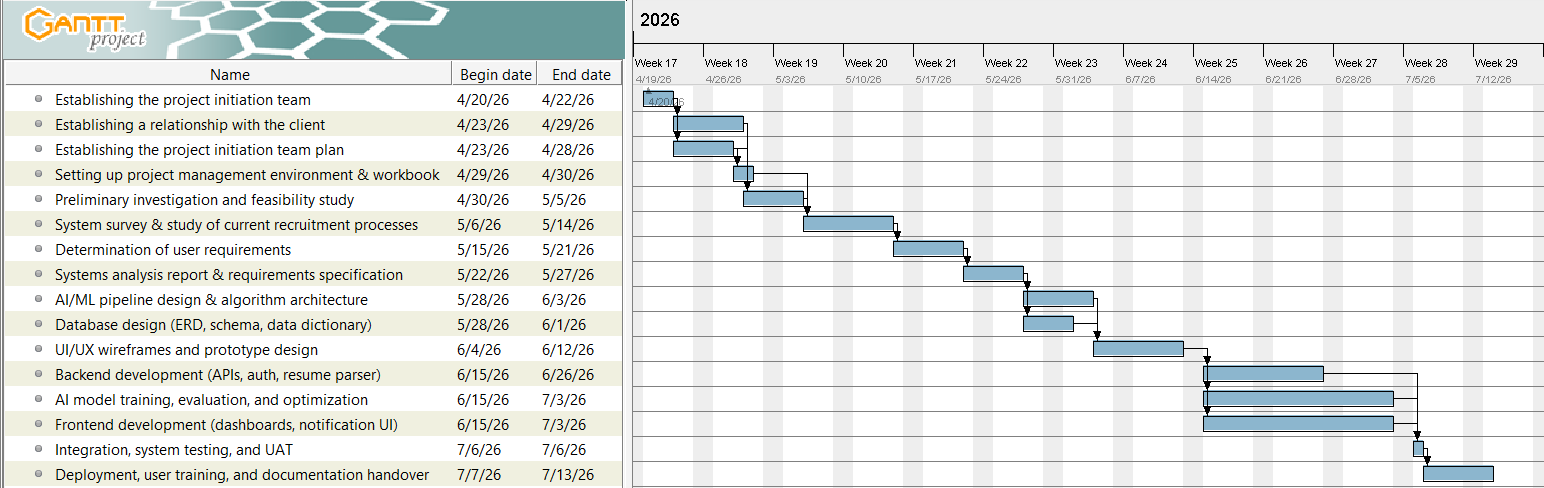 GANTT
project
2026
Week 17 Week 18 Week 19 Week 20 Week 21 Week 22 Week 23 Week 24 Week 25 Week 26 Week 27 Week 28 Week 29
Name Begin date End date
4/19/26 4/26/26 5/3/26 5/10/26 5/17/26 5/24/26 5/31/26 6/7/26 6/14/26 6/21/26 6/28/26 7/5/26 7/12/26
Establishing the project initiation team 4/20/26 4/22/26 4/20/26
Establishing a relationship with the client 4/23/26 4/29/26
Establishing the project initiation team plan 4/23/26 4/28/26
Setting up project management environment & workbook 4/29/26 4/30/26
Preliminary investigation and feasibility study 4/30/26 5/5/26
System survey & study of current recruitment processes 5/6/26 5/14/26
Determination of user requirements 5/15/26 5/21/26
Systems analysis report & requirements specification 5/22/26 5/27/26
AI/ML pipeline design & algorithm architecture 5/28/26 6/3/26
Database design (ERD, schema, data dictionary) 5/28/26 6/1/26
UI/UX wireframes and prototype design 6/4/26 6/12/26
Backend development (APIs, auth, resume parser) 6/15/26 6/26/26
AI model training, evaluation, and optimization 6/15/26 7/3/26
Frontend development (dashboards, notification UI) 6/15/26 7/3/26
Integration, system testing, and UAT 7/6/26 7/6/26
Deployment, user training, and documentation handover 7/7/26 7/13/26